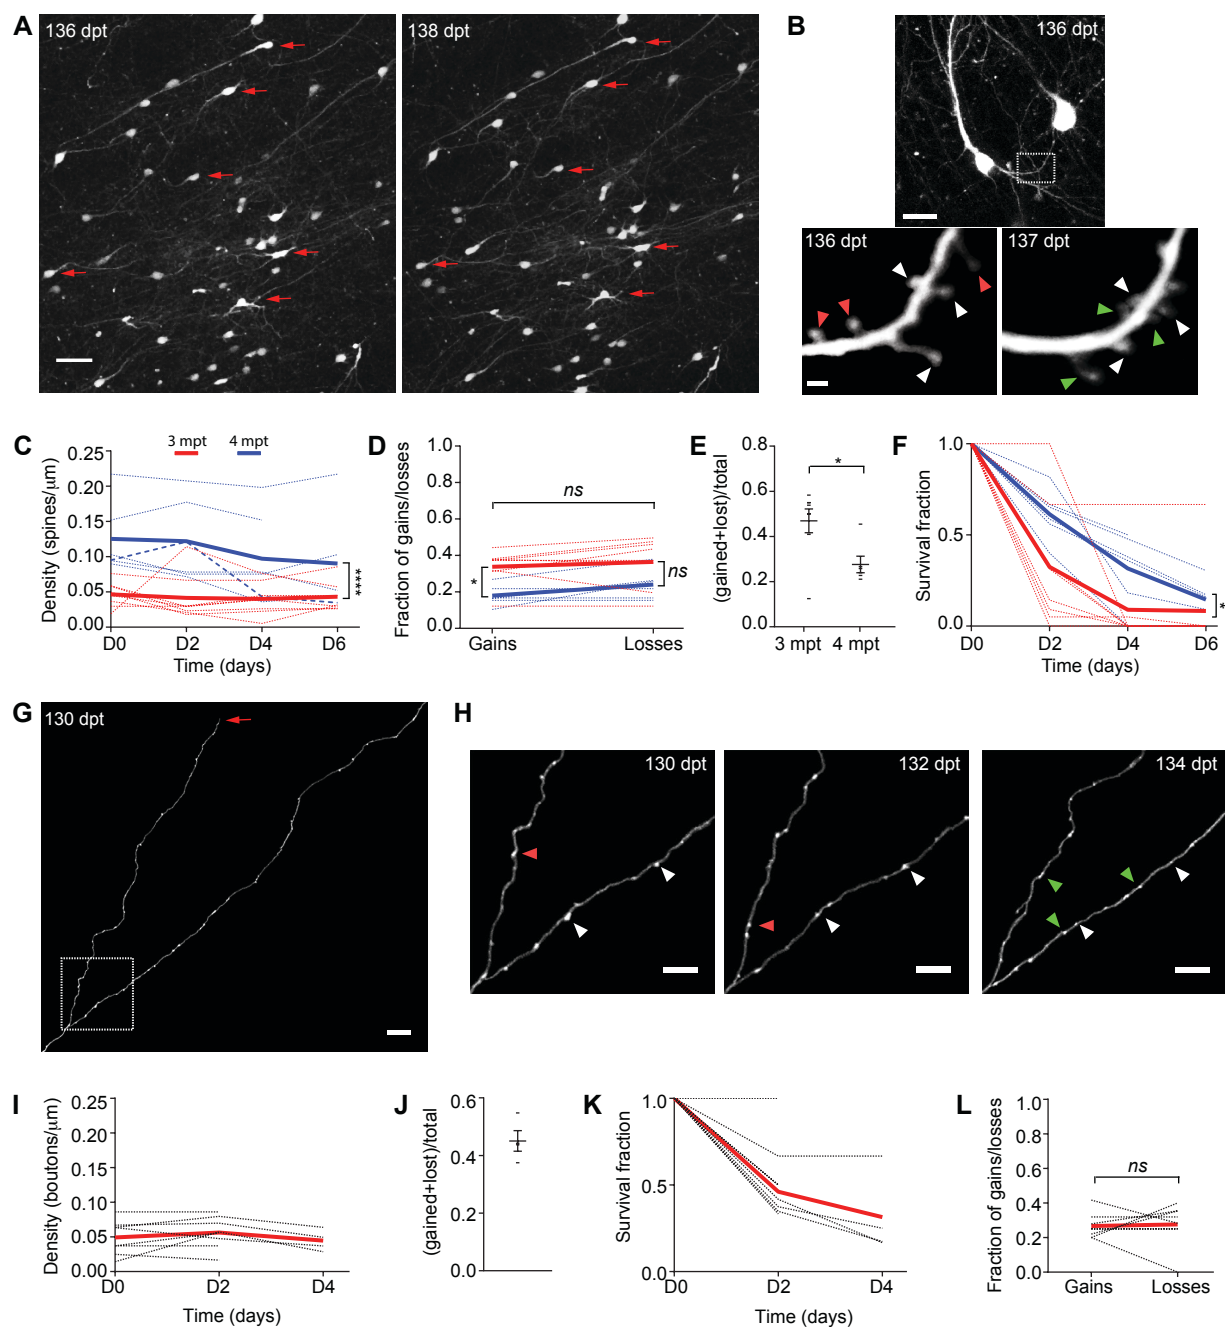 A
136 dpt
138 dpt
B
136 dpt
136 dpt
137 dpt
C
3 mpt
4 mpt
Density (spines/μm)
0.25
0.20
0.15
0.10
0.05
0.00
****
D0
D2
D4
D6
Time (days)
D
Fraction of gains/losses
1.0
0.8
0.6
0.4
0.2
0.0
ns
*
ns
Gains
Losses
E
(gained+lost)/total
0.8
0.6
0.4
0.2
0.0
*
3 mpt
4 mpt
F
Survival fraction
1.0
0.5
0.0
*
D0
D2
D4
D6
Time (days)
G
130 dpt
H
130 dpt
132 dpt
134 dpt
I
Density (boutons/μm)
0.25
0.20
0.15
0.10
0.05
0.00
D0
D2
D4
Time (days)
J
(gained+lost)/total
0.6
0.4
0.2
0.0
K
Survival fraction
1.0
0.5
0.0
D0
D2
D4
Time (days)
L
Fraction of gains/losses
1.0
0.8
0.6
0.4
0.2
0.0
ns
Gains
Losses